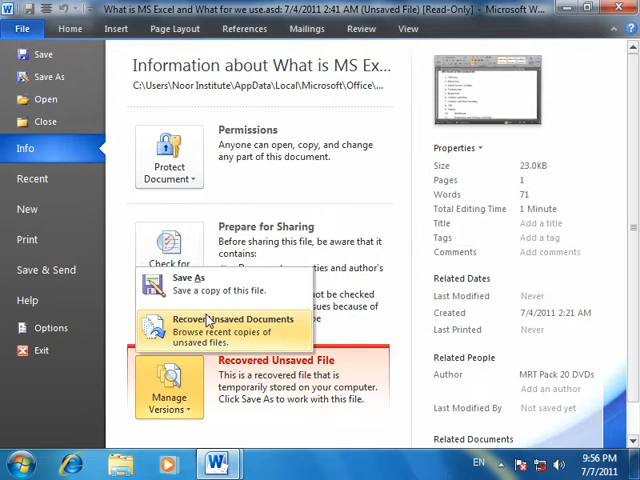 What is MS Excel and What for we use.asd: 7/4/2011 2:41 AM (Unsaved File) [Read-Only] - Microsoft W...
File Home Insert Page Layout References Mailings Review View
Save
Save As
Open
Close
Info
Recent
New
Print
Save & Send
Help
Options
Exit
Information about What is MS Ex...
C:\Users\Noor Institute\AppData\Local\Microsoft\Office\...
Protect
Document
Permissions
Anyone can open, copy, and change
any part of this document.
Check for
Prepare for Sharing
Before sharing this file, be aware that it
contains:
and author's
not be checked
issues because of
Save As
Save a copy of this file.
Recover Unsaved Documents
Browse recent copies of
unsaved files.
Manage
Versions
Recovered Unsaved File
This is a recovered file that is
temporarily stored on your computer.
Click Save As to work with this file.
Properties
Size 23.0KB
Pages 1
Words 71
Total Editing Time 1 Minute
Title Add a title
Tags Add a tag
Comments Add comments
Related Dates
Last Modified Never
Created 7/4/2011 2:21 AM
Last Printed Never
Related People
Author MRT Pack 20 DVDs
Add an author
Last Modified By Not saved yet
Related Documents
EN
9:56 PM
7/7/2011